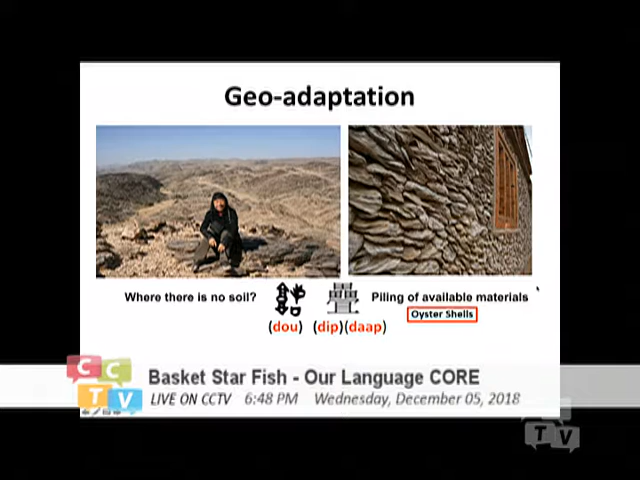 Geo-adaptation
Where there is no soil?
疊
Piling of available materials
Oyster Shells
(dou) (dip)(daap)
C C T V
Basket Star Fish - Our Language CORE
LIVE ON CCTV 6:48 PM Wednesday, December 05, 2018
T V